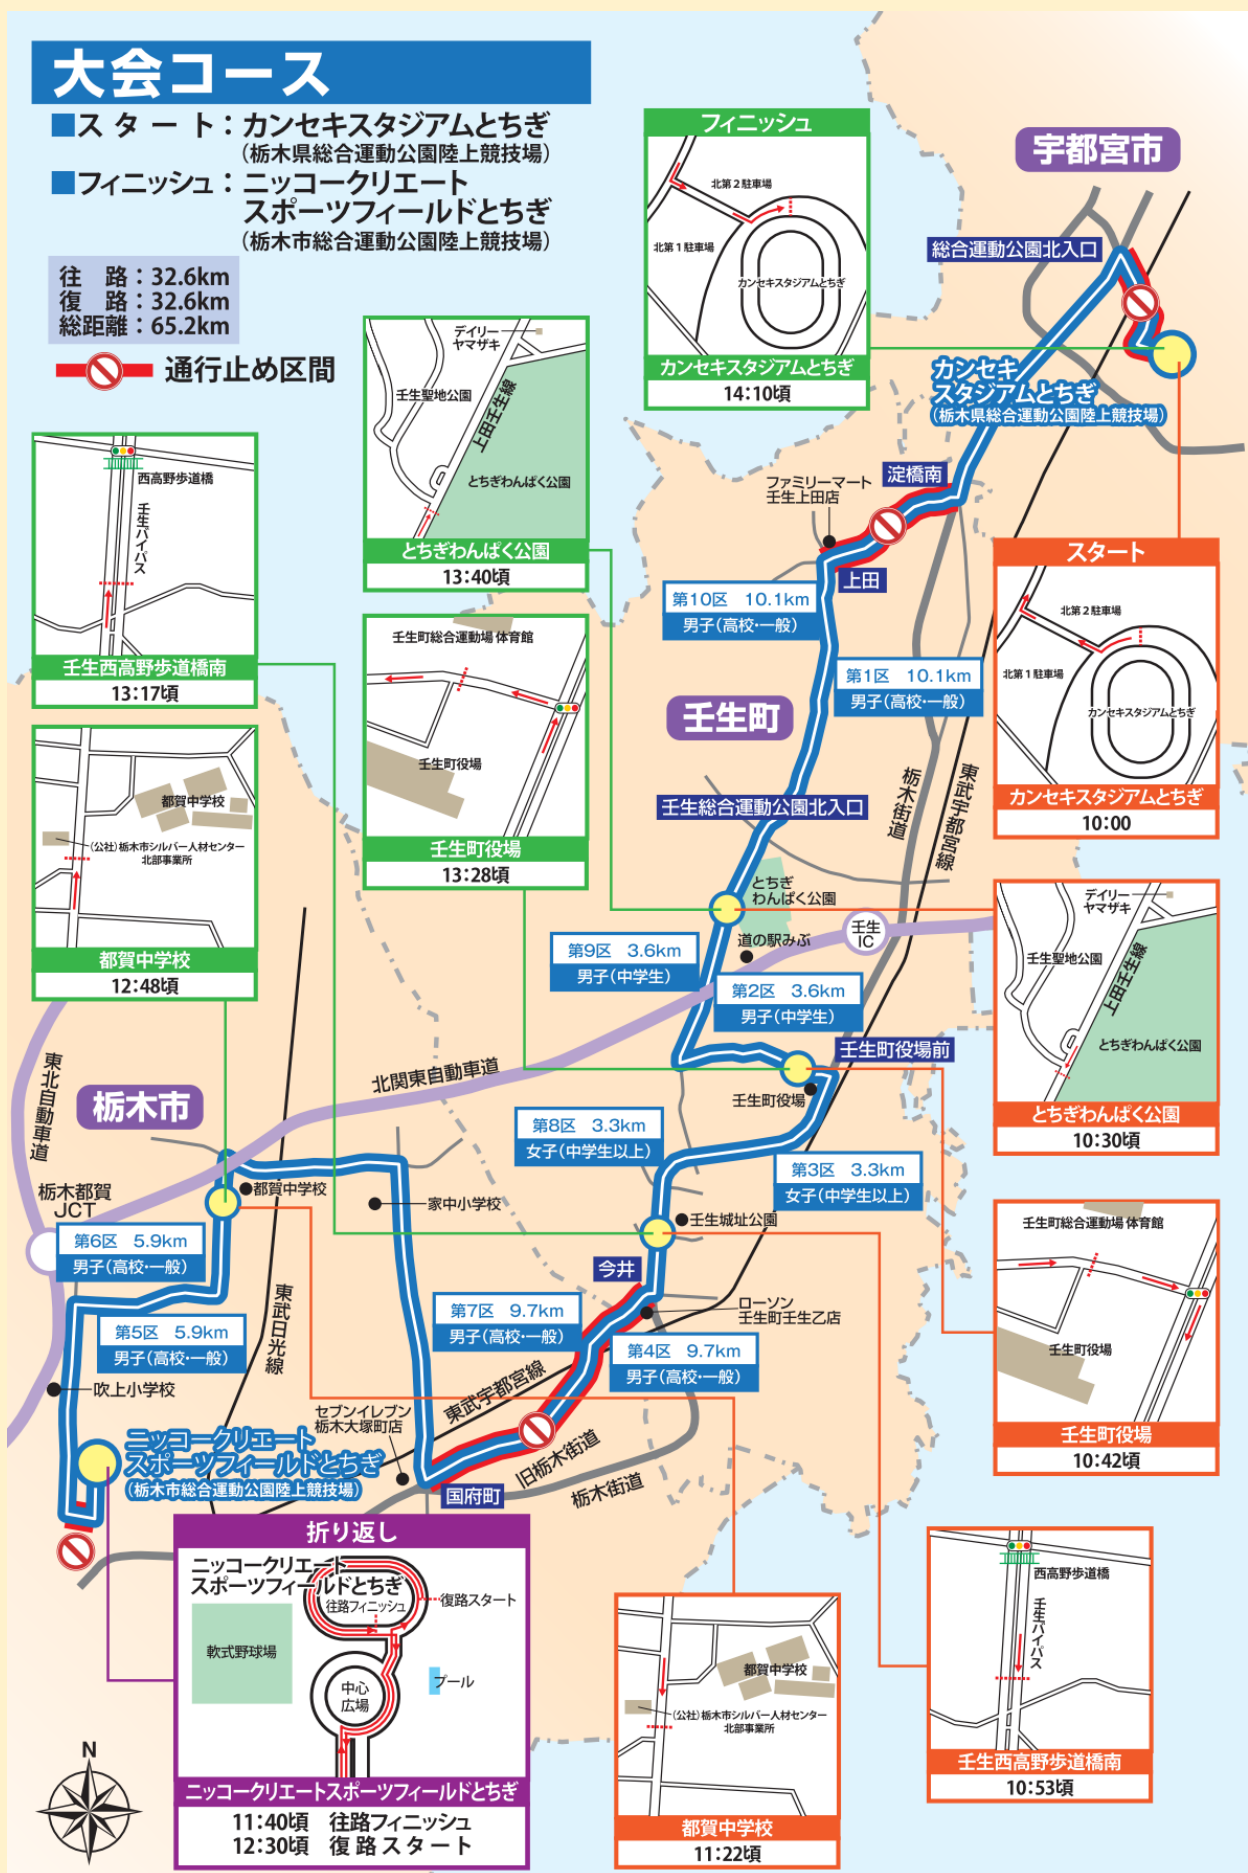 大会コース
■スタート：カンセキスタジアムとちぎ
（栃木県総合運動公園陸上競技場）
■フィニッシュ：ニッコークリエート
スポーツフィールドとちぎ
（栃木市総合運動公園陸上競技場）
往　路：32.6km
復　路：32.6km
総距離：65.2km
通行止め区間
フィニッシュ
北第2駐車場
北第1駐車場
カンセキスタジアムとちぎ
カンセキスタジアムとちぎ
14:10頃
宇都宮市
総合運動公園北入口
カンセキ
スタジアムとちぎ
（栃木県総合運動公園陸上競技場）
デイリー
ヤマザキ
壬生聖地公園
上田壬生線
とちぎわんぱく公園
とちぎわんぱく公園
13:40頃
西高野歩道橋
壬生バイパス
壬生西高野歩道橋南
13:17頃
淀橋南
ファミリーマート
壬生上田店
上田
第10区　10.1km
男子（高校・一般）
第1区　10.1km
男子（高校・一般）
スタート
北第2駐車場
北第1駐車場
カンセキスタジアムとちぎ
カンセキスタジアムとちぎ
10:00
壬生町総合運動場 体育館
壬生町役場
壬生町役場
13:28頃
壬生町
壬生総合運動公園北入口
栃木街道
東武宇都宮線
都賀中学校
（公社）栃木市シルバー人材センター
北部事業所
都賀中学校
12:48頃
とちぎ
わんぱく公園
道の駅みぶ
壬生
IC
第9区　3.6km
男子（中学生）
第2区　3.6km
男子（中学生）
デイリー
ヤマザキ
壬生聖地公園
上田壬生線
とちぎわんぱく公園
とちぎわんぱく公園
10:30頃
壬生町役場前
壬生町役場
北関東自動車道
東北自動車道
栃木市
第8区　3.3km
女子（中学生以上）
第3区　3.3km
女子（中学生以上）
都賀中学校
家中小学校
壬生城址公園
栃木都賀
JCT
第6区　5.9km
男子（高校・一般）
今井
ローソン
壬生町壬生乙店
第7区　9.7km
男子（高校・一般）
第4区　9.7km
男子（高校・一般）
第5区　5.9km
男子（高校・一般）
東武日光線
吹上小学校
壬生町総合運動場 体育館
壬生町役場
壬生町役場
10:42頃
東武宇都宮線
セブンイレブン
栃木大塚町店
旧栃木街道
栃木街道
国府町
ニッコークリエート
スポーツフィールドとちぎ
（栃木市総合運動公園陸上競技場）
折り返し
ニッコークリエート
スポーツフィールドとちぎ
往路フィニッシュ
復路スタート
軟式野球場
中心
広場
プール
ニッコークリエートスポーツフィールドとちぎ
11:40頃　往路フィニッシュ
12:30頃　復路スタート
N
都賀中学校
（公社）栃木市シルバー人材センター
北部事業所
都賀中学校
11:22頃
西高野歩道橋
壬生バイパス
壬生西高野歩道橋南
10:53頃